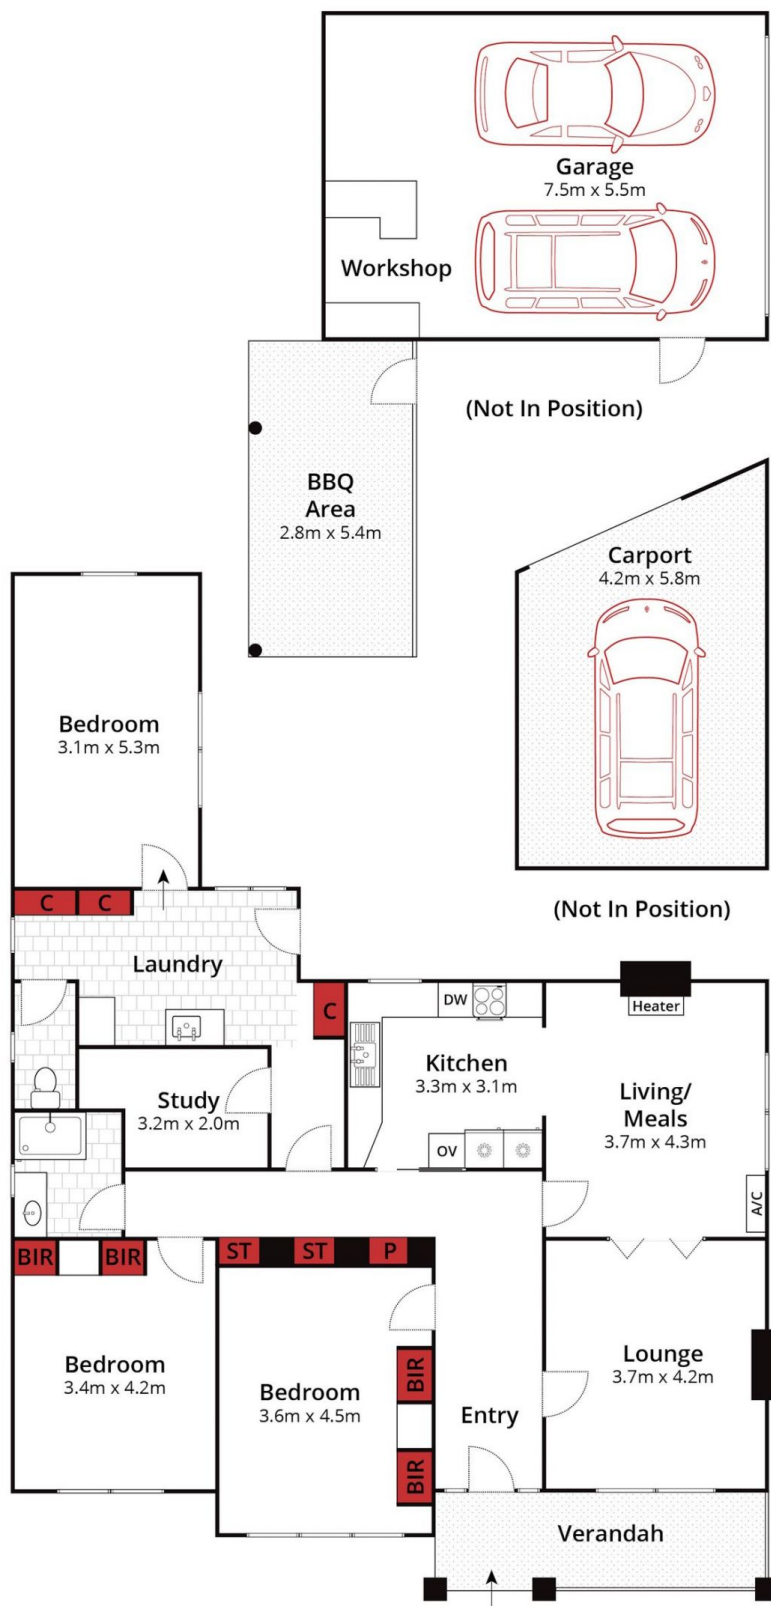 Garage
7.5m x 5.5m
Workshop
(Not In Position)
BBQ
Area
2.8m x 5.4m
Carport
4.2m x 5.8m
Bedroom
3.1m x 5.3m
C
C
(Not In Position)
Laundry
C
DW
Heater
Kitchen
3.3m x 3.1m
Living/
Meals
3.7m x 4.3m
Study
3.2m x 2.0m
OV
A/C
BIR
BIR
ST
ST
P
Bedroom
3.4m x 4.2m
Bedroom
3.6m x 4.5m
BIR
BIR
Lounge
3.7m x 4.2m
Entry
Verandah